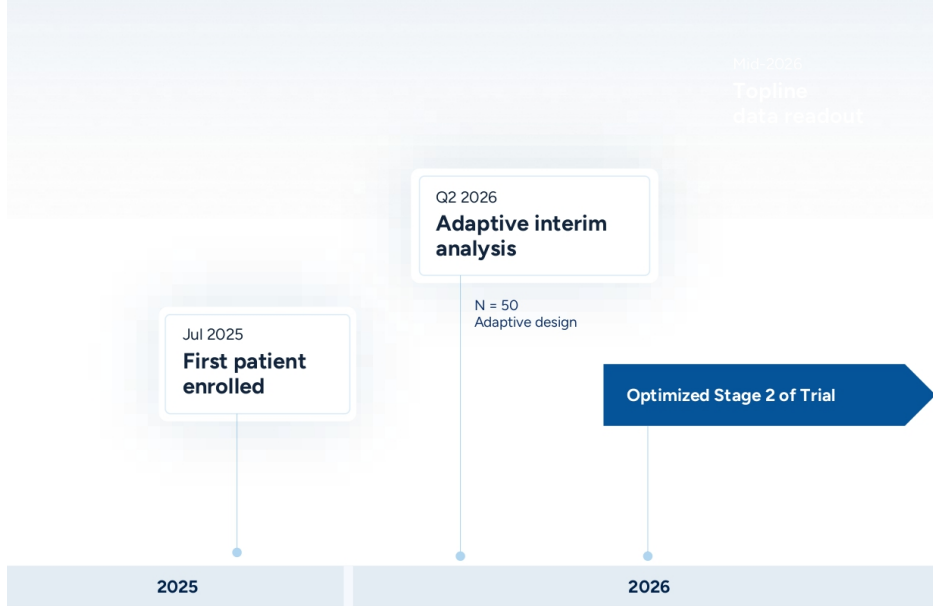 Mid-2026
Topline
data readout
Q2 2026
Adaptive interim
analysis
N = 50
Adaptive design
Jul 2025
First patient
enrolled
Optimized Stage 2 of Trial
2025
2026